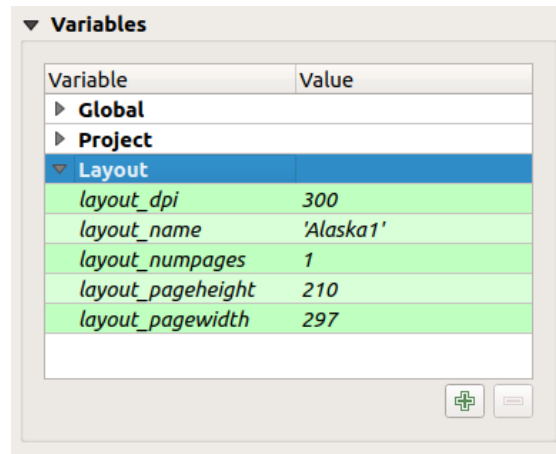 Variables
Variable Value
Global
Project
Layout
layout_dpi 300
layout_name 'Alaska1'
layout_numpages 1
layout_pageheight 210
layout_pagewidth 297